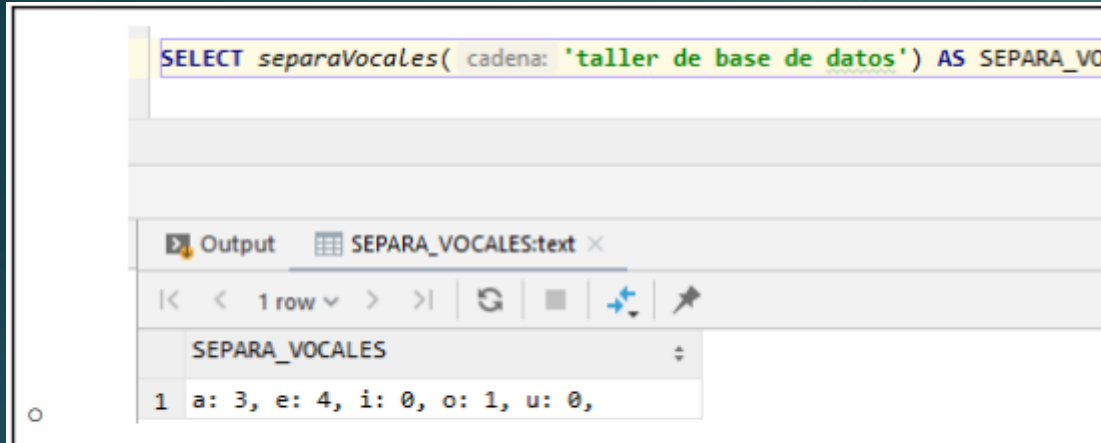 SELECT separaVocales( cadena: 'taller de base de datos') AS SEPARA_VO
Output SEPARA_VOCALES:text
1 row
SEPARA_VOCALES
1 a: 3, e: 4, i: 0, o: 1, u: 0,